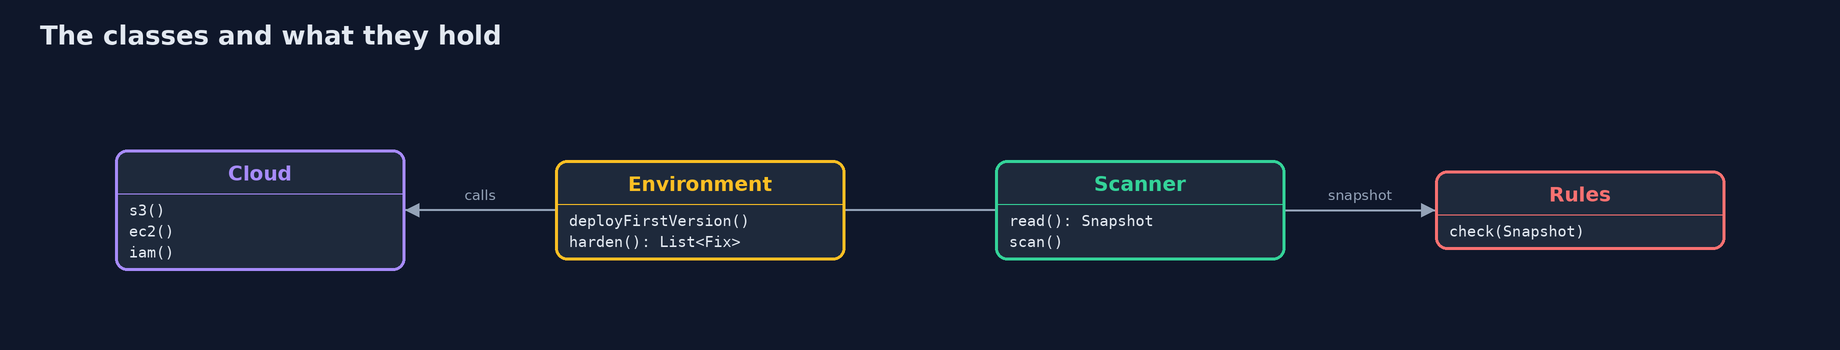 The classes and what they hold
Cloud
s3()
ec2()
iam()
calls
Environment
deployFirstVersion()
harden(): List<Fix>
Scanner
read(): Snapshot
scan()
snapshot
Rules
check(Snapshot)